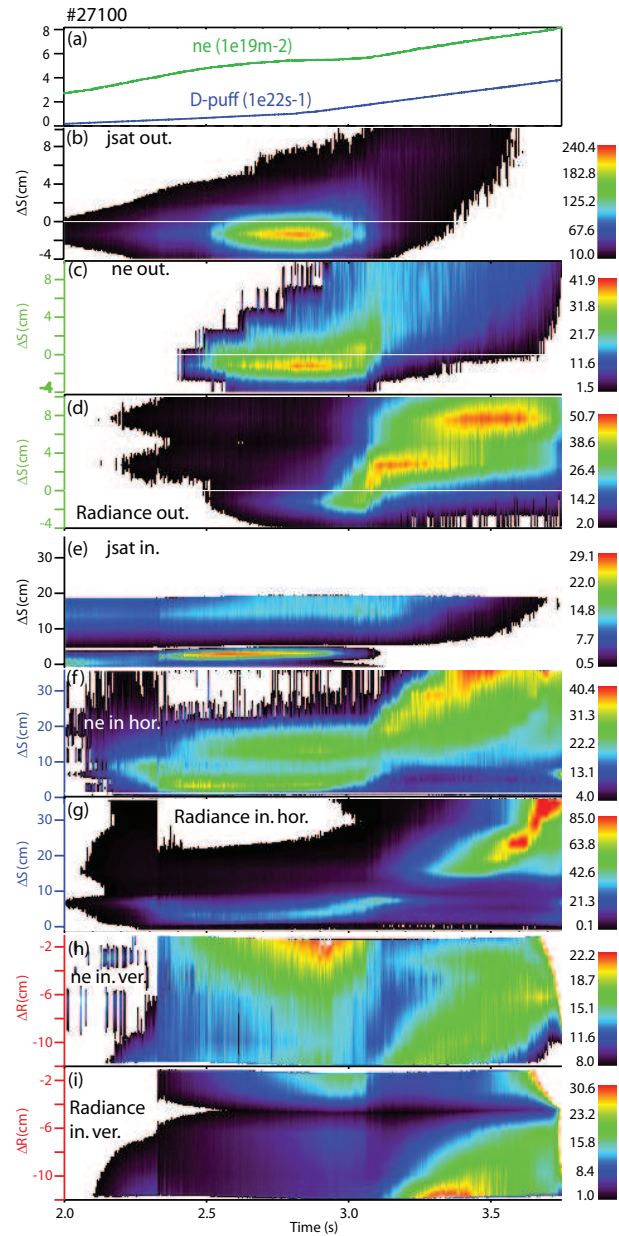 #27100
(a)
ne (1e19m-2)
D-puff (1e22s-1)
8
6
4
2
0
(b) jsat out.
ΔS(cm)
8
4
0
-4
240.4
182.8
125.2
67.6
10.0
(c) ne out.
ΔS(cm)
8
4
0
-4
41.9
31.8
21.7
11.6
1.5
(d)
Radiance out.
ΔS(cm)
8
4
0
-4
50.7
38.6
26.4
14.2
2.0
(e) jsat in.
ΔS(cm)
30
20
10
0
29.1
22.0
14.8
7.7
0.5
(f)
ne in hor.
ΔS(cm)
30
20
10
0
40.4
31.3
22.2
13.1
4.0
(g) Radiance in. hor.
ΔS(cm)
30
20
10
0
85.0
63.8
42.6
21.3
0.1
(h)
ne in. ver.
ΔR(cm)
-2
-6
-10
22.2
18.7
15.1
11.6
8.0
(i)
Radiance
in. ver.
ΔR(cm)
-2
-6
-10
30.6
23.2
15.8
8.4
1.0
2.0 2.5 3.0 3.5
Time (s)